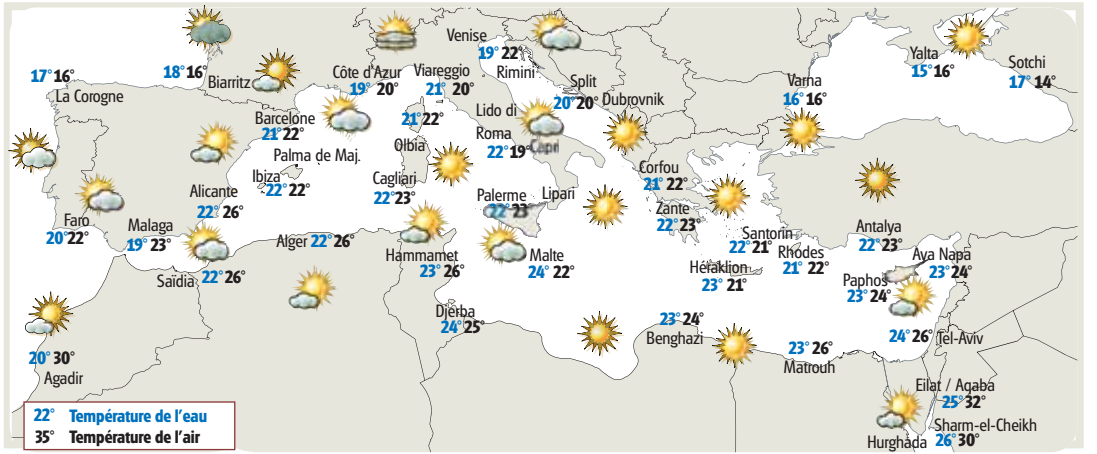 Venise
19° 22°
Rimini
Yalta
15° 16°
Sotchi
17° 14°
17° 16°
La Corogne
18° 16°
Biarritz
Côte d'Azur
19° 20°
Viareggio
21° 20°
Split
20° 20°
Dubrovnik
Varna
16° 16°
Barcelone
21° 22°
21° 22°
Olbia
Lido di
Roma
22° 19°
Capri
Palma de Maj.
Ibiza
22° 22°
Cagliari
22° 23°
Corfou
21° 22°
Alicante
22° 26°
Palerme
22° 23°
Lipari
Zante
22° 23°
Faro
20° 22°
Malaga
19° 23°
Alger 22° 26°
Santorin
22° 21°
Rhodes
21° 22°
Antalya
22° 23°
Saïdia
22° 26°
Hammamet
23° 26°
Malte
24° 22°
Héraklion
23° 21°
Aya Napa
23° 24°
Paphos
23° 24°
Djerba
24° 25°
23° 24°
Benghazi
24° 26°
Tel-Aviv
23° 26°
Matrouh
20° 30°
Agadir
Eilat / Aqaba
25° 32°
Sharm-el-Cheikh
26° 30°
Hurghada
22° Température de l'eau
35° Température de l'air